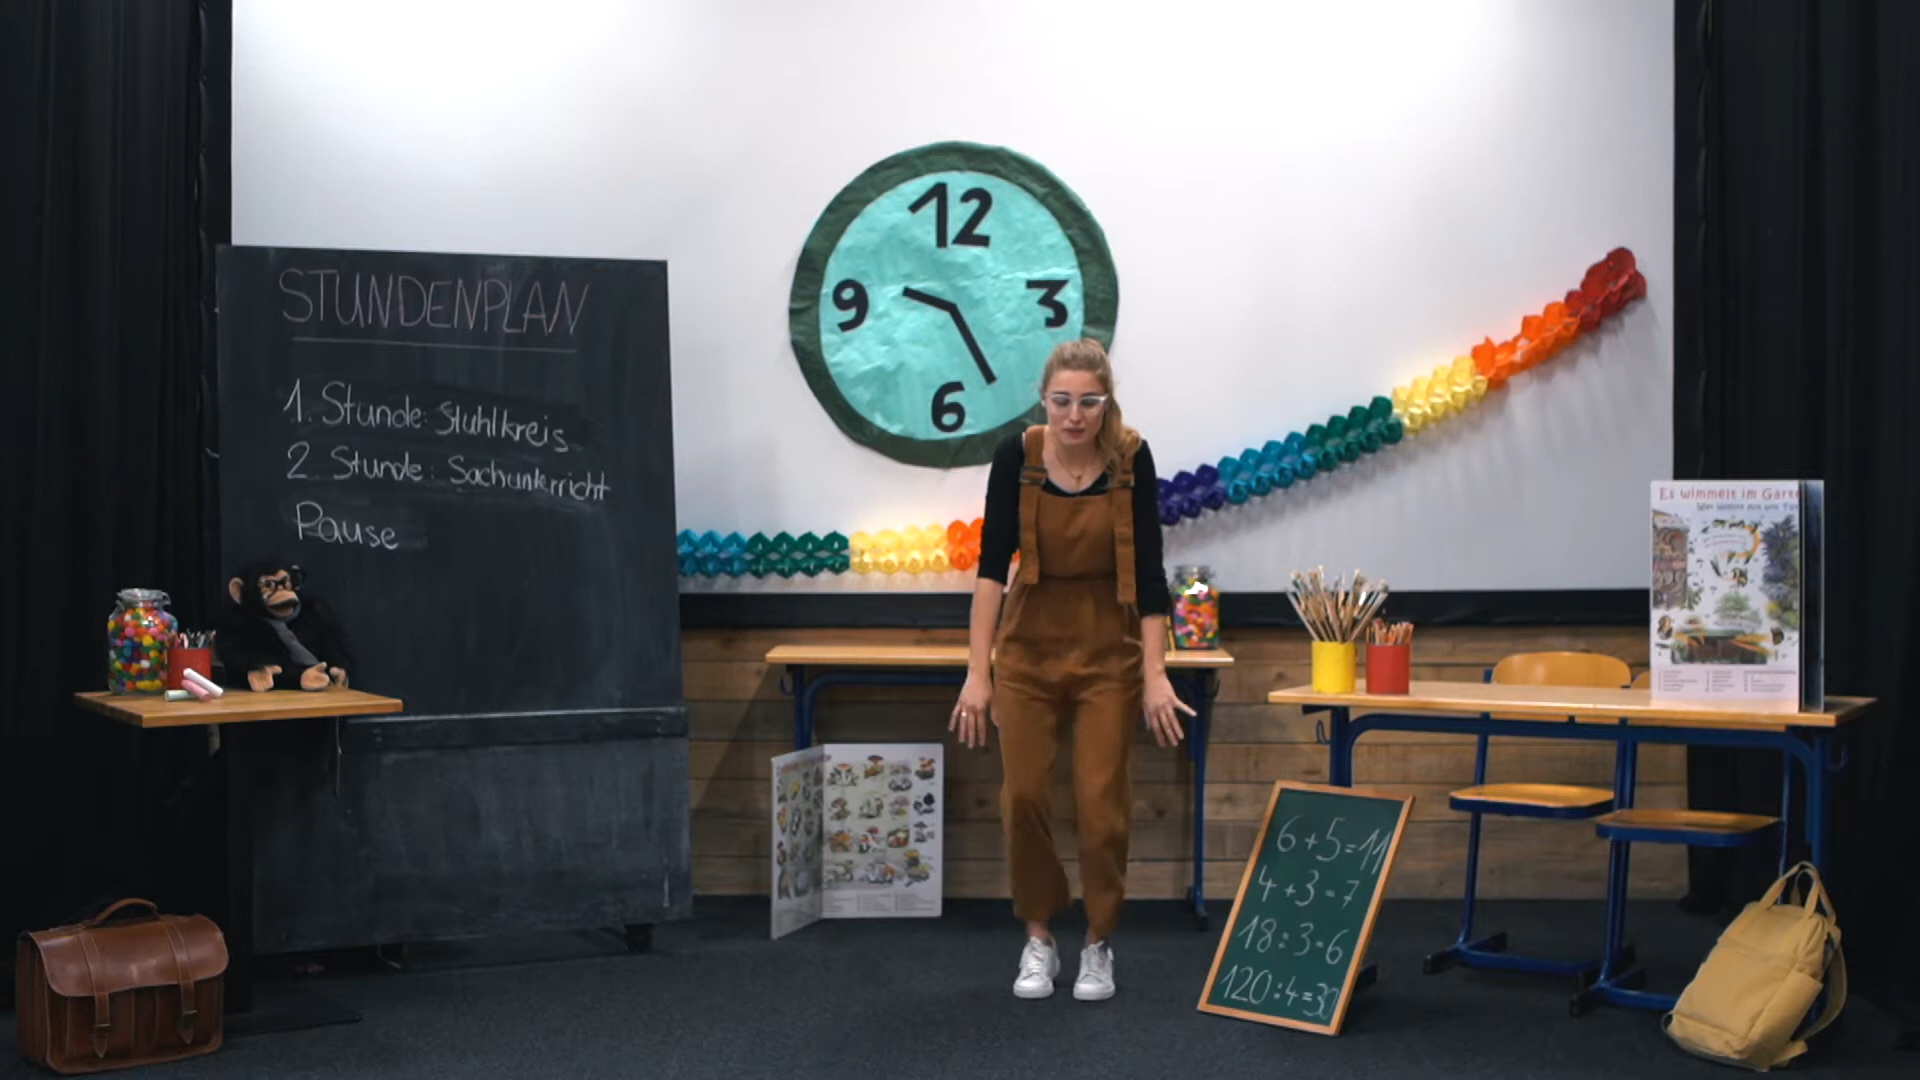 STUNDENPLAN
1. Stunde: Stuhlkreis
2. Stunde: Sachunterricht
Pause
12
9
3
6
Es wimmelt im Garte
6+5=11
4+3=7
18:3=6
120:4=30